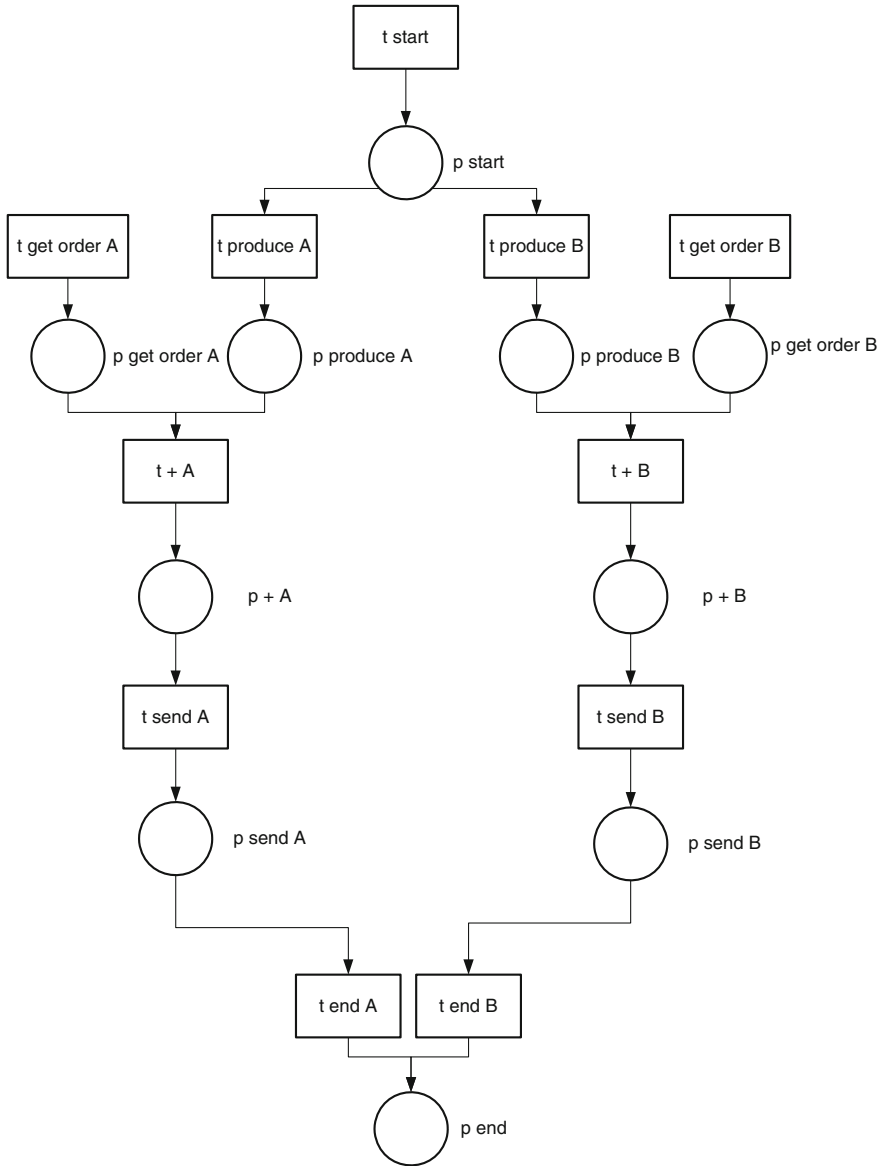 t start
p start
t get order A
t produce A
t produce B
t get order B
p get order A
p produce A
p produce B
p get order B
t + A
t + B
p + A
p + B
t send A
t send B
p send A
p send B
t end A
t end B
p end